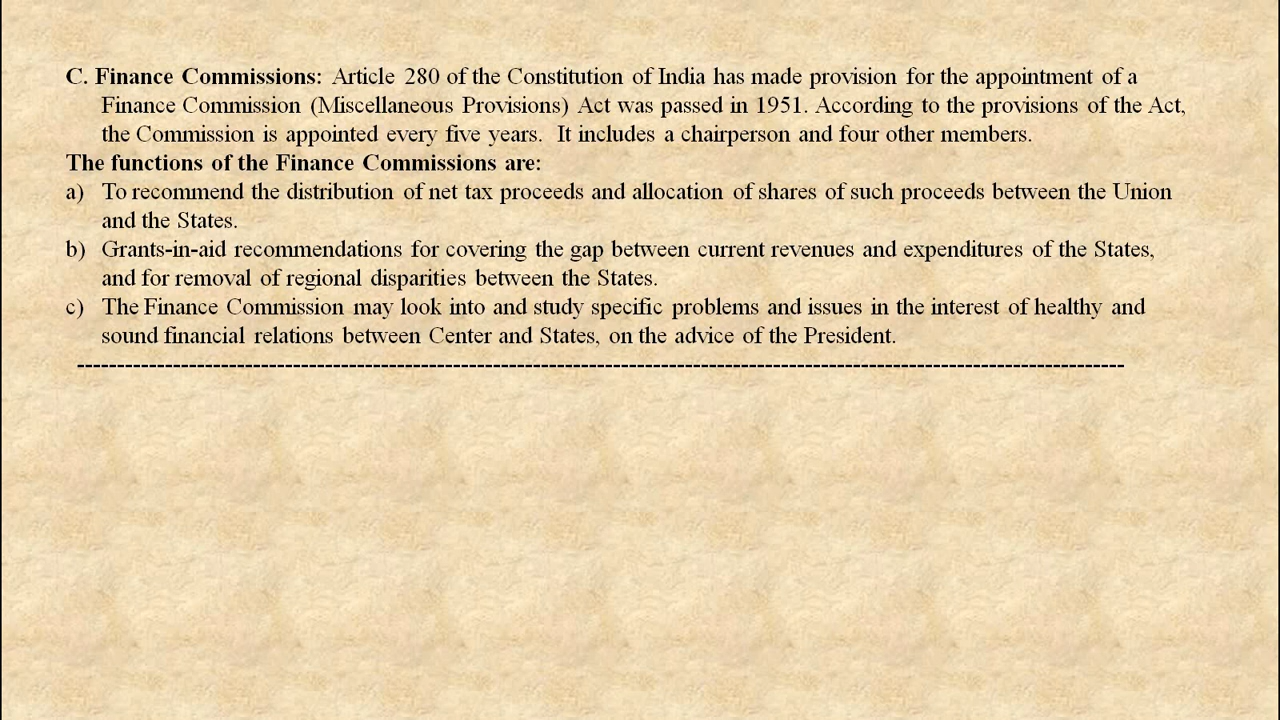 C. Finance Commissions: Article 280 of the Constitution of India has made provision for the appointment of a
Finance Commission (Miscellaneous Provisions) Act was passed in 1951. According to the provisions of the Act,
the Commission is appointed every five years. It includes a chairperson and four other members.
The functions of the Finance Commissions are:
a) To recommend the distribution of net tax proceeds and allocation of shares of such proceeds between the Union
and the States.
b) Grants-in-aid recommendations for covering the gap between current revenues and expenditures of the States,
and for removal of regional disparities between the States.
c) The Finance Commission may look into and study specific problems and issues in the interest of healthy and
sound financial relations between Center and States, on the advice of the President.
-----------------------------------------------------------------------------------------------------------------------------------